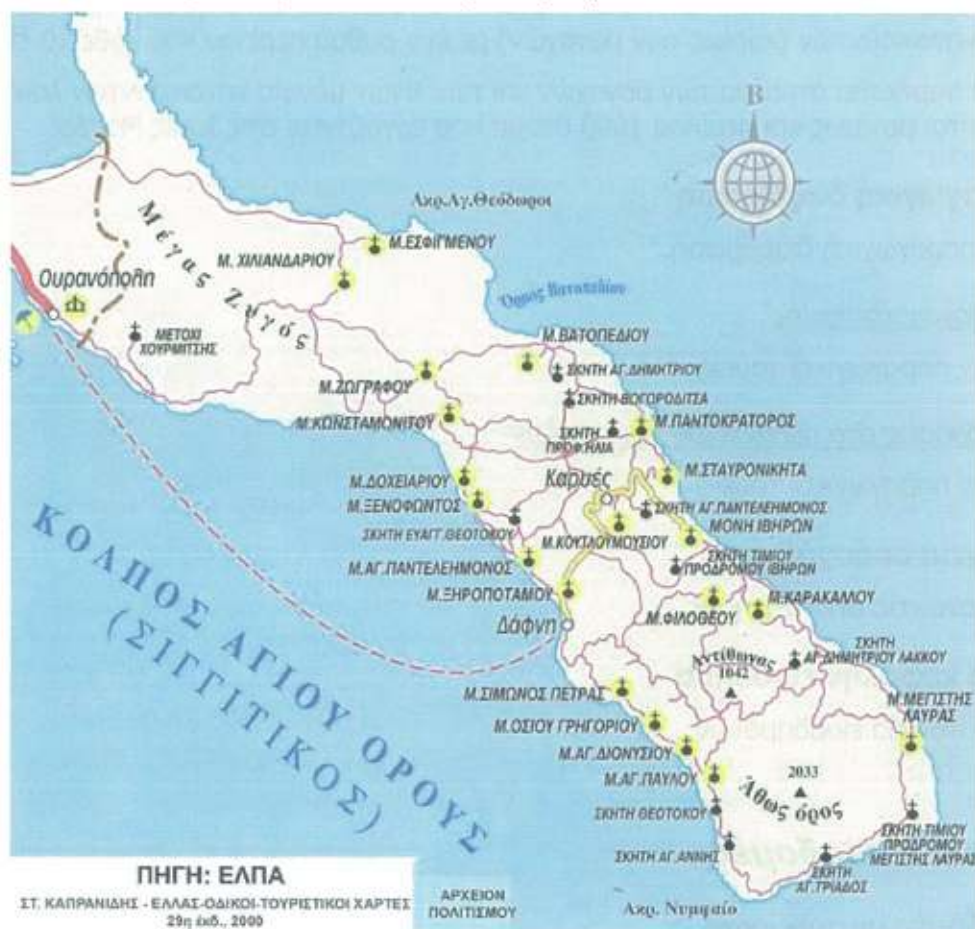 Β
Ακρ.Αγ.Θεόδωροι
Μ.ΕΣΦΙΓΜΕΝΟΥ
Μ. ΧΙΛΙΑΝΔΑΡΙΟΥ
Μέγας Ζυγός
Ουρανόπολη
Όρμος Βατοπεδίου
ΜΕΤΟΧΙ
ΧΟΥΡΜΙΤΣΗΣ
Μ.ΒΑΤΟΠΕΔΙΟΥ
ΣΚΗΤΗ ΑΓ.ΔΗΜΗΤΡΙΟΥ
Μ.ΖΩΓΡΑΦΟΥ
ΣΚΗΤΗ ΒΟΓΟΡΟΔΙΤΣΑ
Μ.ΚΩΝΣΤΑΜΟΝΙΤΟΥ
Μ.ΠΑΝΤΟΚΡΑΤΟΡΟΣ
ΣΚΗΤΗ
ΠΡΟΦ.ΗΛΙΑ
Μ.ΣΤΑΥΡΟΝΙΚΗΤΑ
Μ.ΔΟΧΕΙΑΡΙΟΥ
Καρυές
Μ.ΞΕΝΟΦΩΝΤΟΣ
ΣΚΗΤΗ ΑΓ.ΠΑΝΤΕΛΕΗΜΟΝΟΣ
ΜΟΝΗ ΙΒΗΡΩΝ
ΣΚΗΤΗ ΕΥΑΓΓ.ΘΕΟΤΟΚΟΥ
Μ.ΚΟΥΤΛΟΥΜΟΥΣΙΟΥ
ΣΚΗΤΗ ΤΙΜΙΟΥ
ΠΡΟΔΡΟΜΟΥ ΙΒΗΡΩΝ
Μ.ΑΓ.ΠΑΝΤΕΛΕΗΜΟΝΟΣ
Μ.ΞΗΡΟΠΟΤΑΜΟΥ
Μ.ΚΑΡΑΚΑΛΛΟΥ
Μ.ΦΙΛΟΘΕΟΥ
Δάφνη
ΣΚΗΤΗ
ΑΓ.ΔΗΜΗΤΡΙΟΥ ΛΑΚΚΟΥ
Αντίθωνας
1042
Μ.ΣΙΜΩΝΟΣ ΠΕΤΡΑΣ
Μ.ΜΕΓΙΣΤΗΣ
ΛΑΥΡΑΣ
Μ.ΟΣΙΟΥ ΓΡΗΓΟΡΙΟΥ
Μ.ΑΓ.ΔΙΟΝΥΣΙΟΥ
Μ.ΑΓ.ΠΑΥΛΟΥ
2033
Άθως όρος
ΣΚΗΤΗ ΘΕΟΤΟΚΟΥ
ΣΚΗΤΗ ΤΙΜΙΟΥ
ΠΡΟΔΡΟΜΟΥ
ΜΕΓΙΣΤΗΣ ΛΑΥΡΑΣ
ΣΚΗΤΗ ΑΓ.ΑΝΝΗΣ
ΣΚΗΤΗ
ΑΓ.ΤΡΙΑΔΟΣ
Ακρ. Νυμφαίο
ΚΟΛΠΟΣ ΑΓΙΟΥ ΟΡΟΥΣ
(ΣΙΓΓΙΤΙΚΟΣ)
ΠΗΓΗ: ΕΛΠΑ
ΣΤ. ΚΑΠΡΑΝΙΔΗΣ - ΕΛΛΑΣ-ΟΔΙΚΟΙ-ΤΟΥΡΙΣΤΙΚΟΙ ΧΑΡΤΕΣ
29η έκδ., 2000
ΑΡΧΕΙΟΝ
ΠΟΛΙΤΙΣΜΟΥ